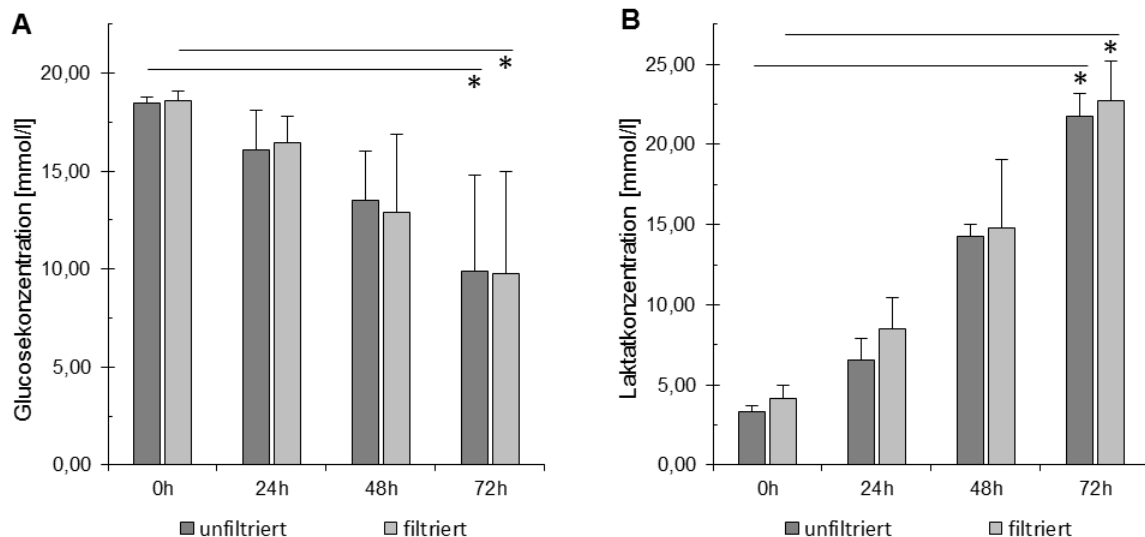 A
Glucosekonzentration [mmol/l]
20,00
15,00
10,00
5,00
0,00
0h 24h 48h 72h
* *
unfiltriert filtriert
B
Laktatkonzentration [mmol/l]
25,00
20,00
15,00
10,00
5,00
0,00
0h 24h 48h 72h
* *
unfiltriert filtriert